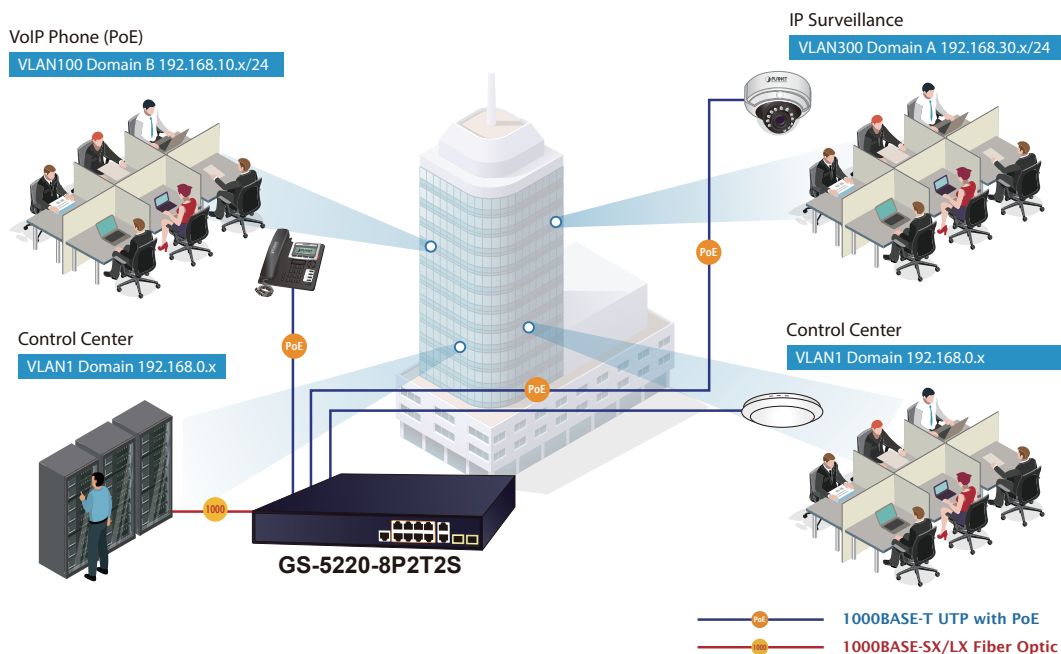 VoIP Phone (PoE)
VLAN100 Domain B 192.168.10.x/24
IP Surveillance
VLAN300 Domain A 192.168.30.x/24
PLANET
PoE
PoE
PoE
Control Center
VLAN1 Domain 192.168.0.x
Control Center
VLAN1 Domain 192.168.0.x
1000
GS-5220-8P2T2S
PoE 1000BASE-T UTP with PoE
1000 1000BASE-SX/LX Fiber Optic